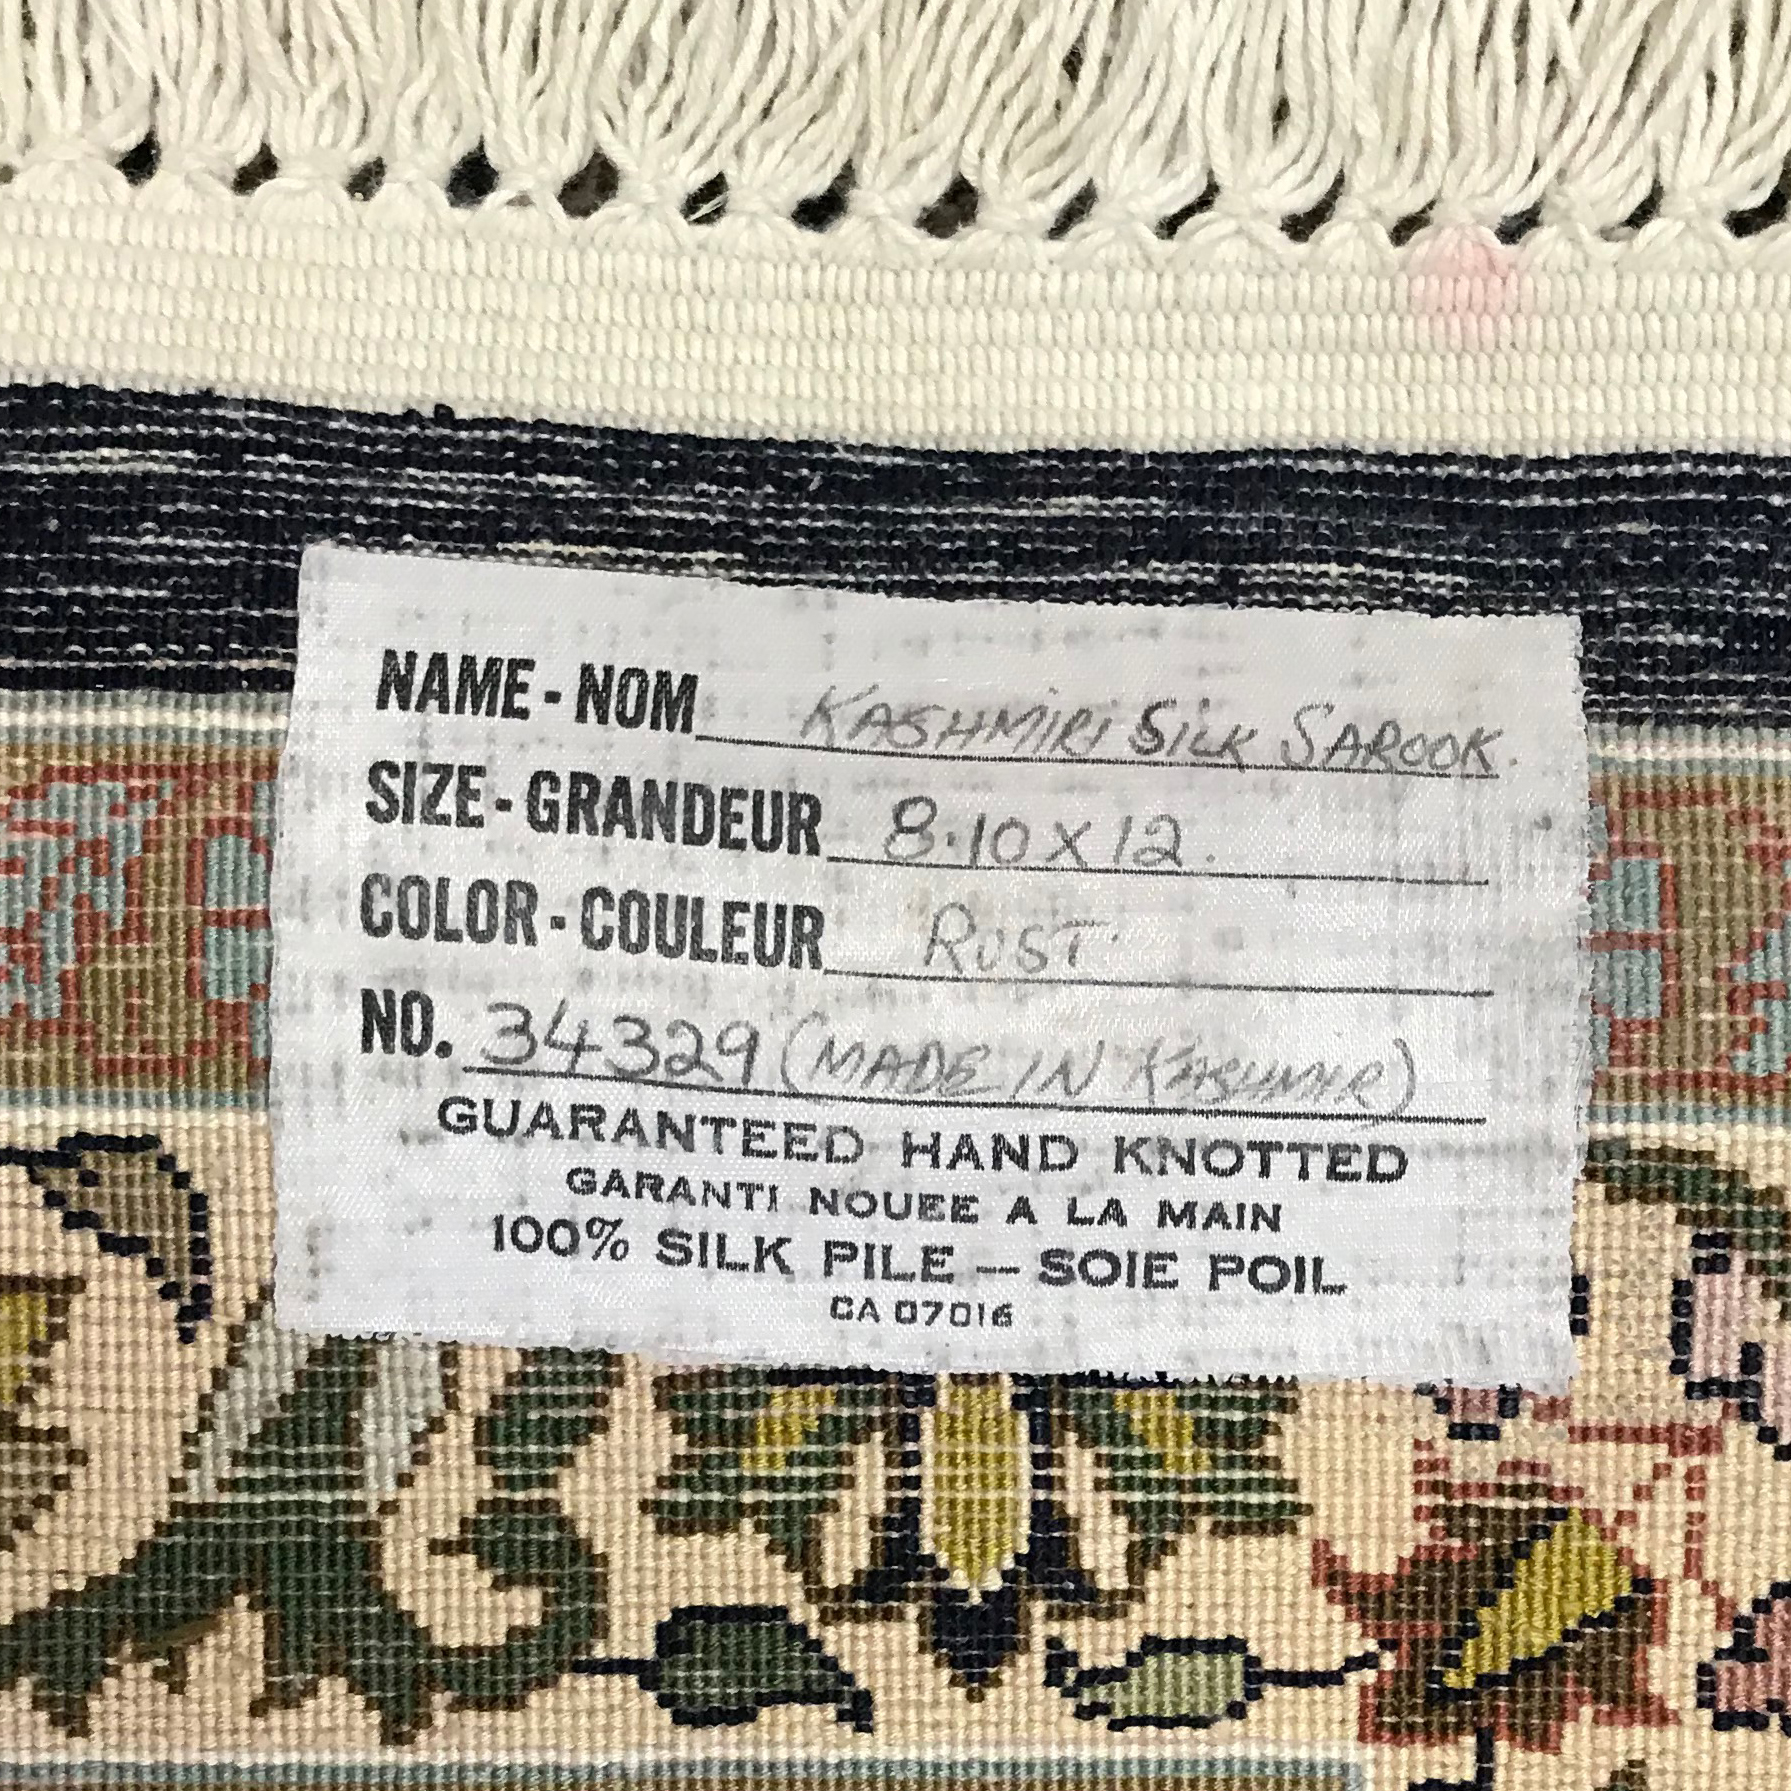 NAME - NOM KASHMIRI SILK SAROOK.
SIZE - GRANDEUR 8.10 X 12.
COLOR - COULEUR RUST.
NO. 34329 (MADE IN KASHMIR)
GUARANTEED HAND KNOTTED
GARANTI NOUEE A LA MAIN
100% SILK PILE — SOIE POIL
CA 07016